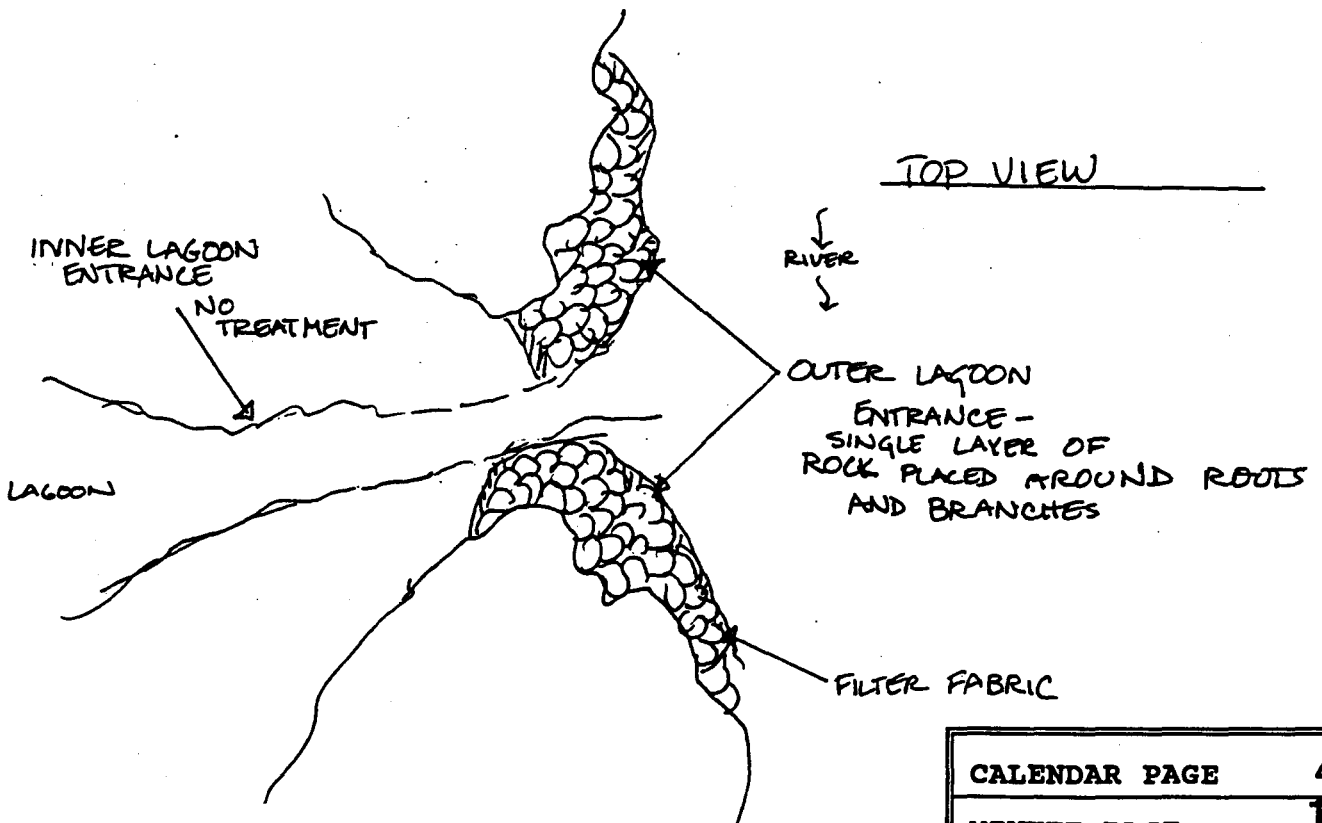 TOP VIEW
INNER LAGOON
ENTRANCE
NO
TREATMENT
RIVER
OUTER LAGOON
ENTRANCE -
SINGLE LAYER OF
ROCK PLACED AROUND ROOTS
AND BRANCHES
LAGOON
FILTER FABRIC
CALENDAR PAGE